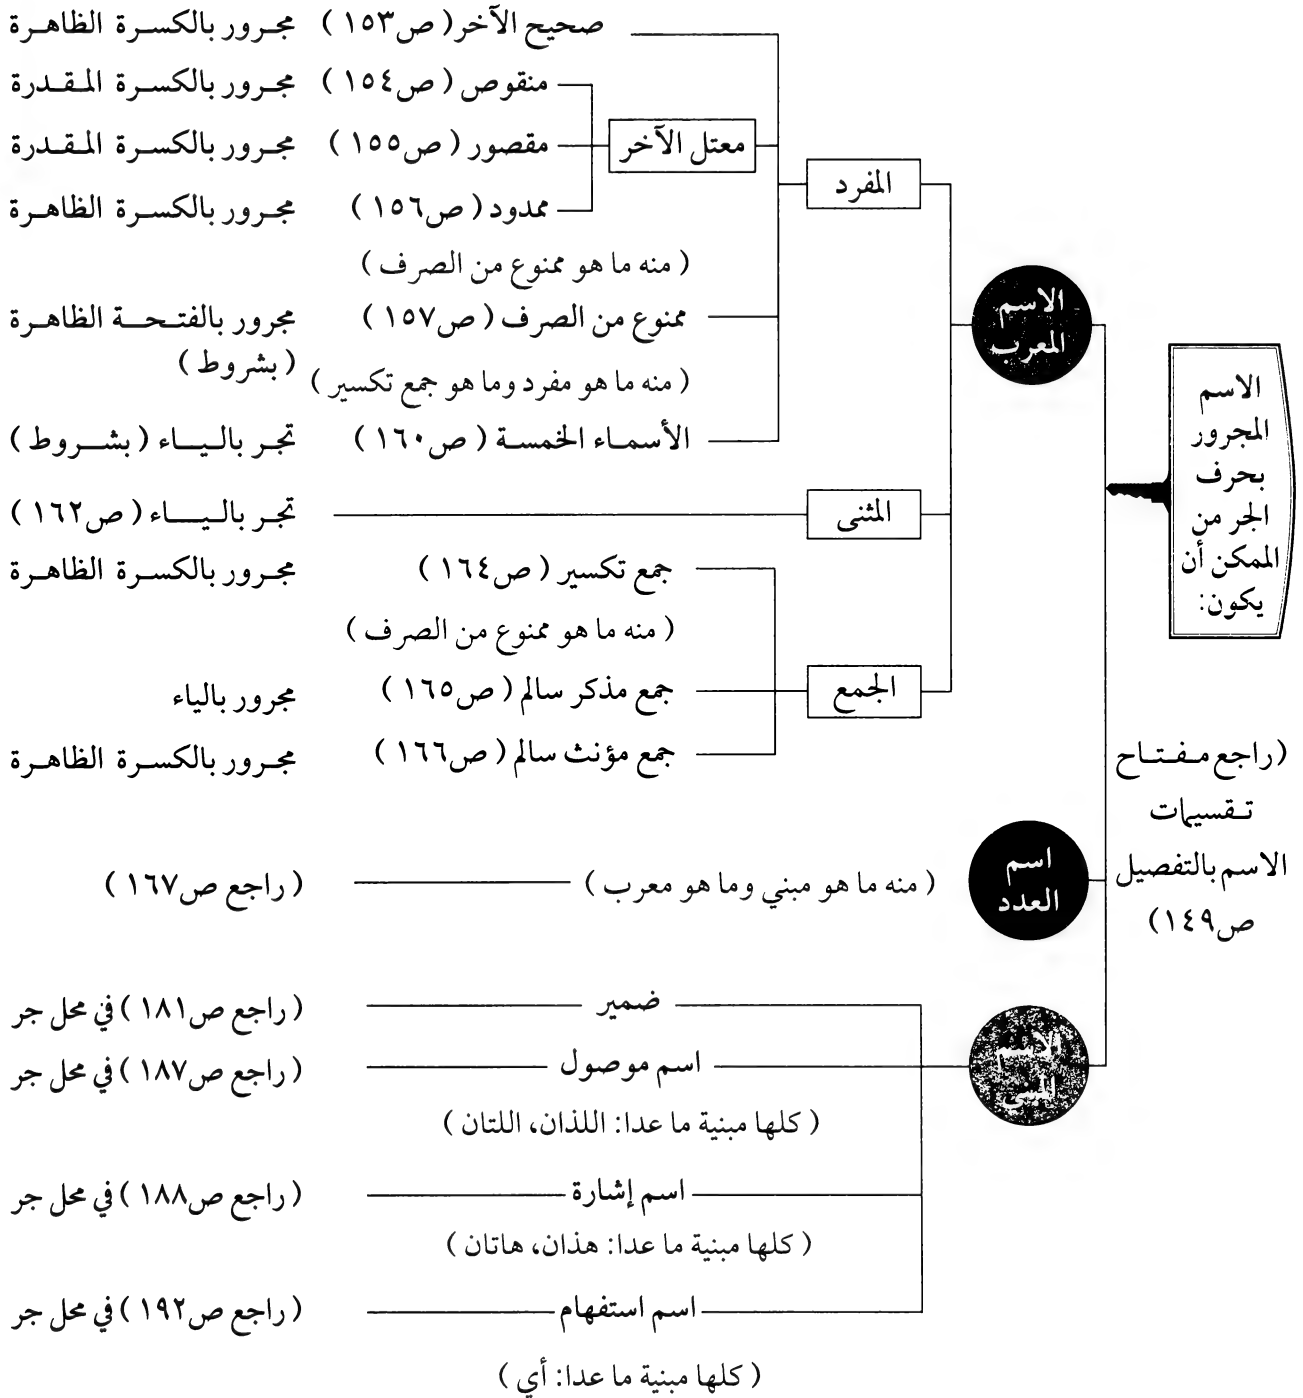 الاسم
المجرور
بحرف
الجر من
الممكن أن
يكون:
(راجع مفتاح
تقسيمات
الاسم بالتفصيل
ص١٤٩)
الاسم
المعرب
المفرد
صحيح الآخر (ص١٥٣) مجرور بالكسرة الظاهرة
معتل الآخر
منقوص (ص١٥٤) مجرور بالكسرة المقدرة
مقصور (ص١٥٥) مجرور بالكسرة المقدرة
ممدود (ص١٥٦) مجرور بالكسرة الظاهرة
(منه ما هو ممنوع من الصرف)
ممنوع من الصرف (ص١٥٧) مجرور بالفتحة الظاهرة
(بشروط)
(منه ما هو مفرد وما هو جمع تكسير)
الأسماء الخمسة (ص١٦٠) تجر بالياء (بشروط)
المثنى تجر بالياء (ص١٦٢)
الجمع
جمع تكسير (ص١٦٤) مجرور بالكسرة الظاهرة
(منه ما هو ممنوع من الصرف)
جمع مذكر سالم (ص١٦٥) مجرور بالياء
جمع مؤنث سالم (ص١٦٦) مجرور بالكسرة الظاهرة
اسم
العدد
(منه ما هو مبني وما هو معرب) (راجع ص١٦٧)
الاسم
المبني
ضمير (راجع ص١٨١) في محل جر
اسم موصول (راجع ص١٨٧) في محل جر
(كلها مبنية ما عدا: اللذان، اللتان)
اسم إشارة (راجع ص١٨٨) في محل جر
(كلها مبنية ما عدا: هذان، هاتان)
اسم استفهام (راجع ص١٩٢) في محل جر
(كلها مبنية ما عدا: أي)